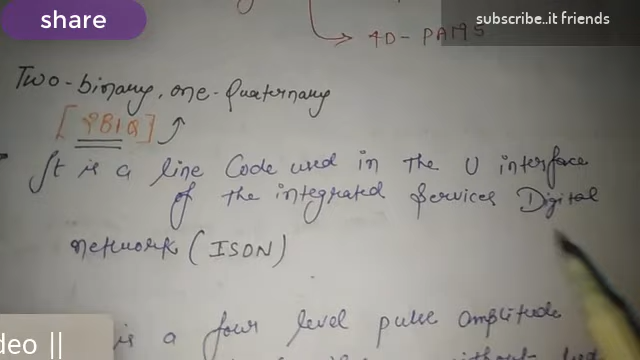 share
subscribe..it friends
4D-PAM5
Two-binary, one-Quaternary
[2B1Q]
It is a line Code used in the U interface
of the integrated Services Digital
network (ISDN)
is a four level pulse amplitude
deo ||
without